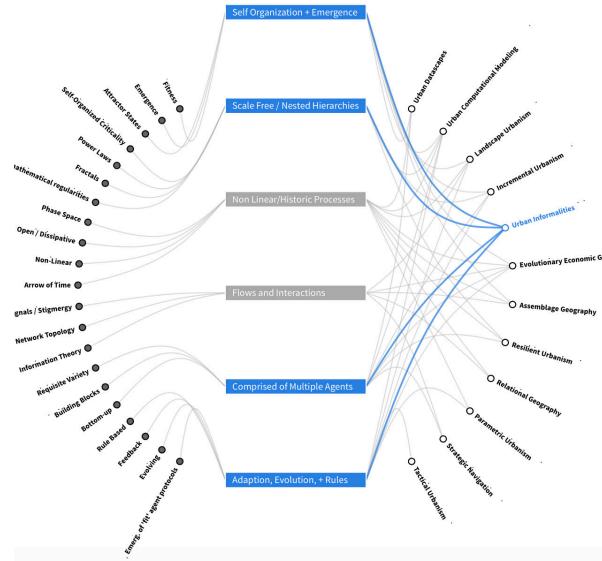 Self Organization + Emergence
Scale Free / Nested Hierarchies
Non Linear/Historic Processes
Flows and Interactions
Comprised of Multiple Agents
Adaption, Evolution, + Rules
Fitness
Emergence
Attractor States
Self-Organized Criticality
Power Laws
Fractals
athematical regularities
Phase Space
Open / Dissipative
Non-Linear
Arrow of Time
gnals / Stigmergy
Network Topology
Information Theory
Requisite Variety
Building Blocks
Bottom-up
Rule Based
Feedback
Evolving
Emerg. of 'fit' agent protocols
Urban Datascapes
Urban Computational Modeling
Landscape Urbanism
Incremental Urbanism
Urban Informalities
Evolutionary Economic G
Assemblage Geography
Resilient Urbanism
Relational Geography
Parametric Urbanism
Strategic Navigation
Tactical Urbanism